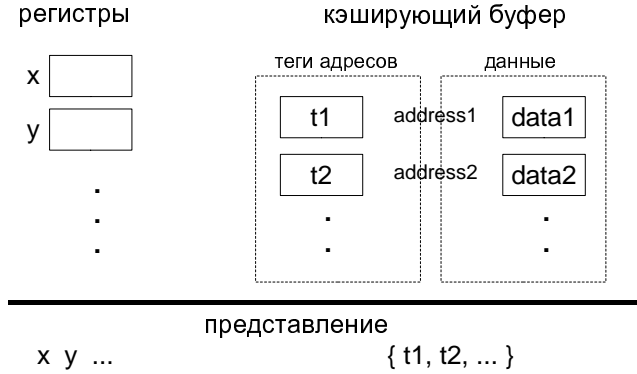 регистры кэширующий буфер
теги адресов данные
x t1 address1 data1
y t2 address2 data2
. . .
. . .
.
представление
x y ... { t1, t2, ... }